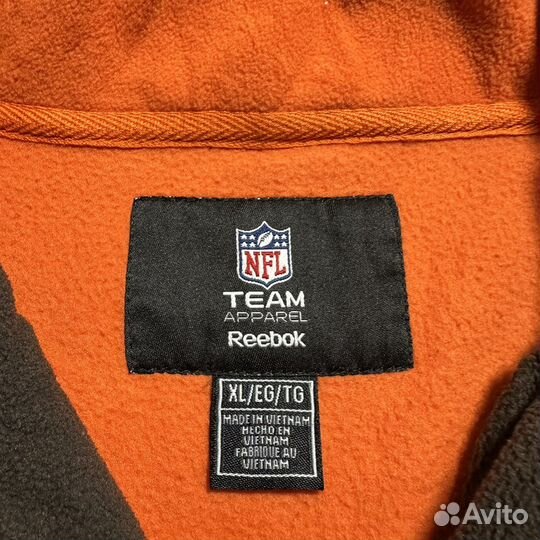 NFL
TEAM
APPAREL
Reebok
XL/EG/TG
MADE IN VIETNAM
HECHO EN
VIETNAM
FABRIQUE AU
VIETNAM
Avito